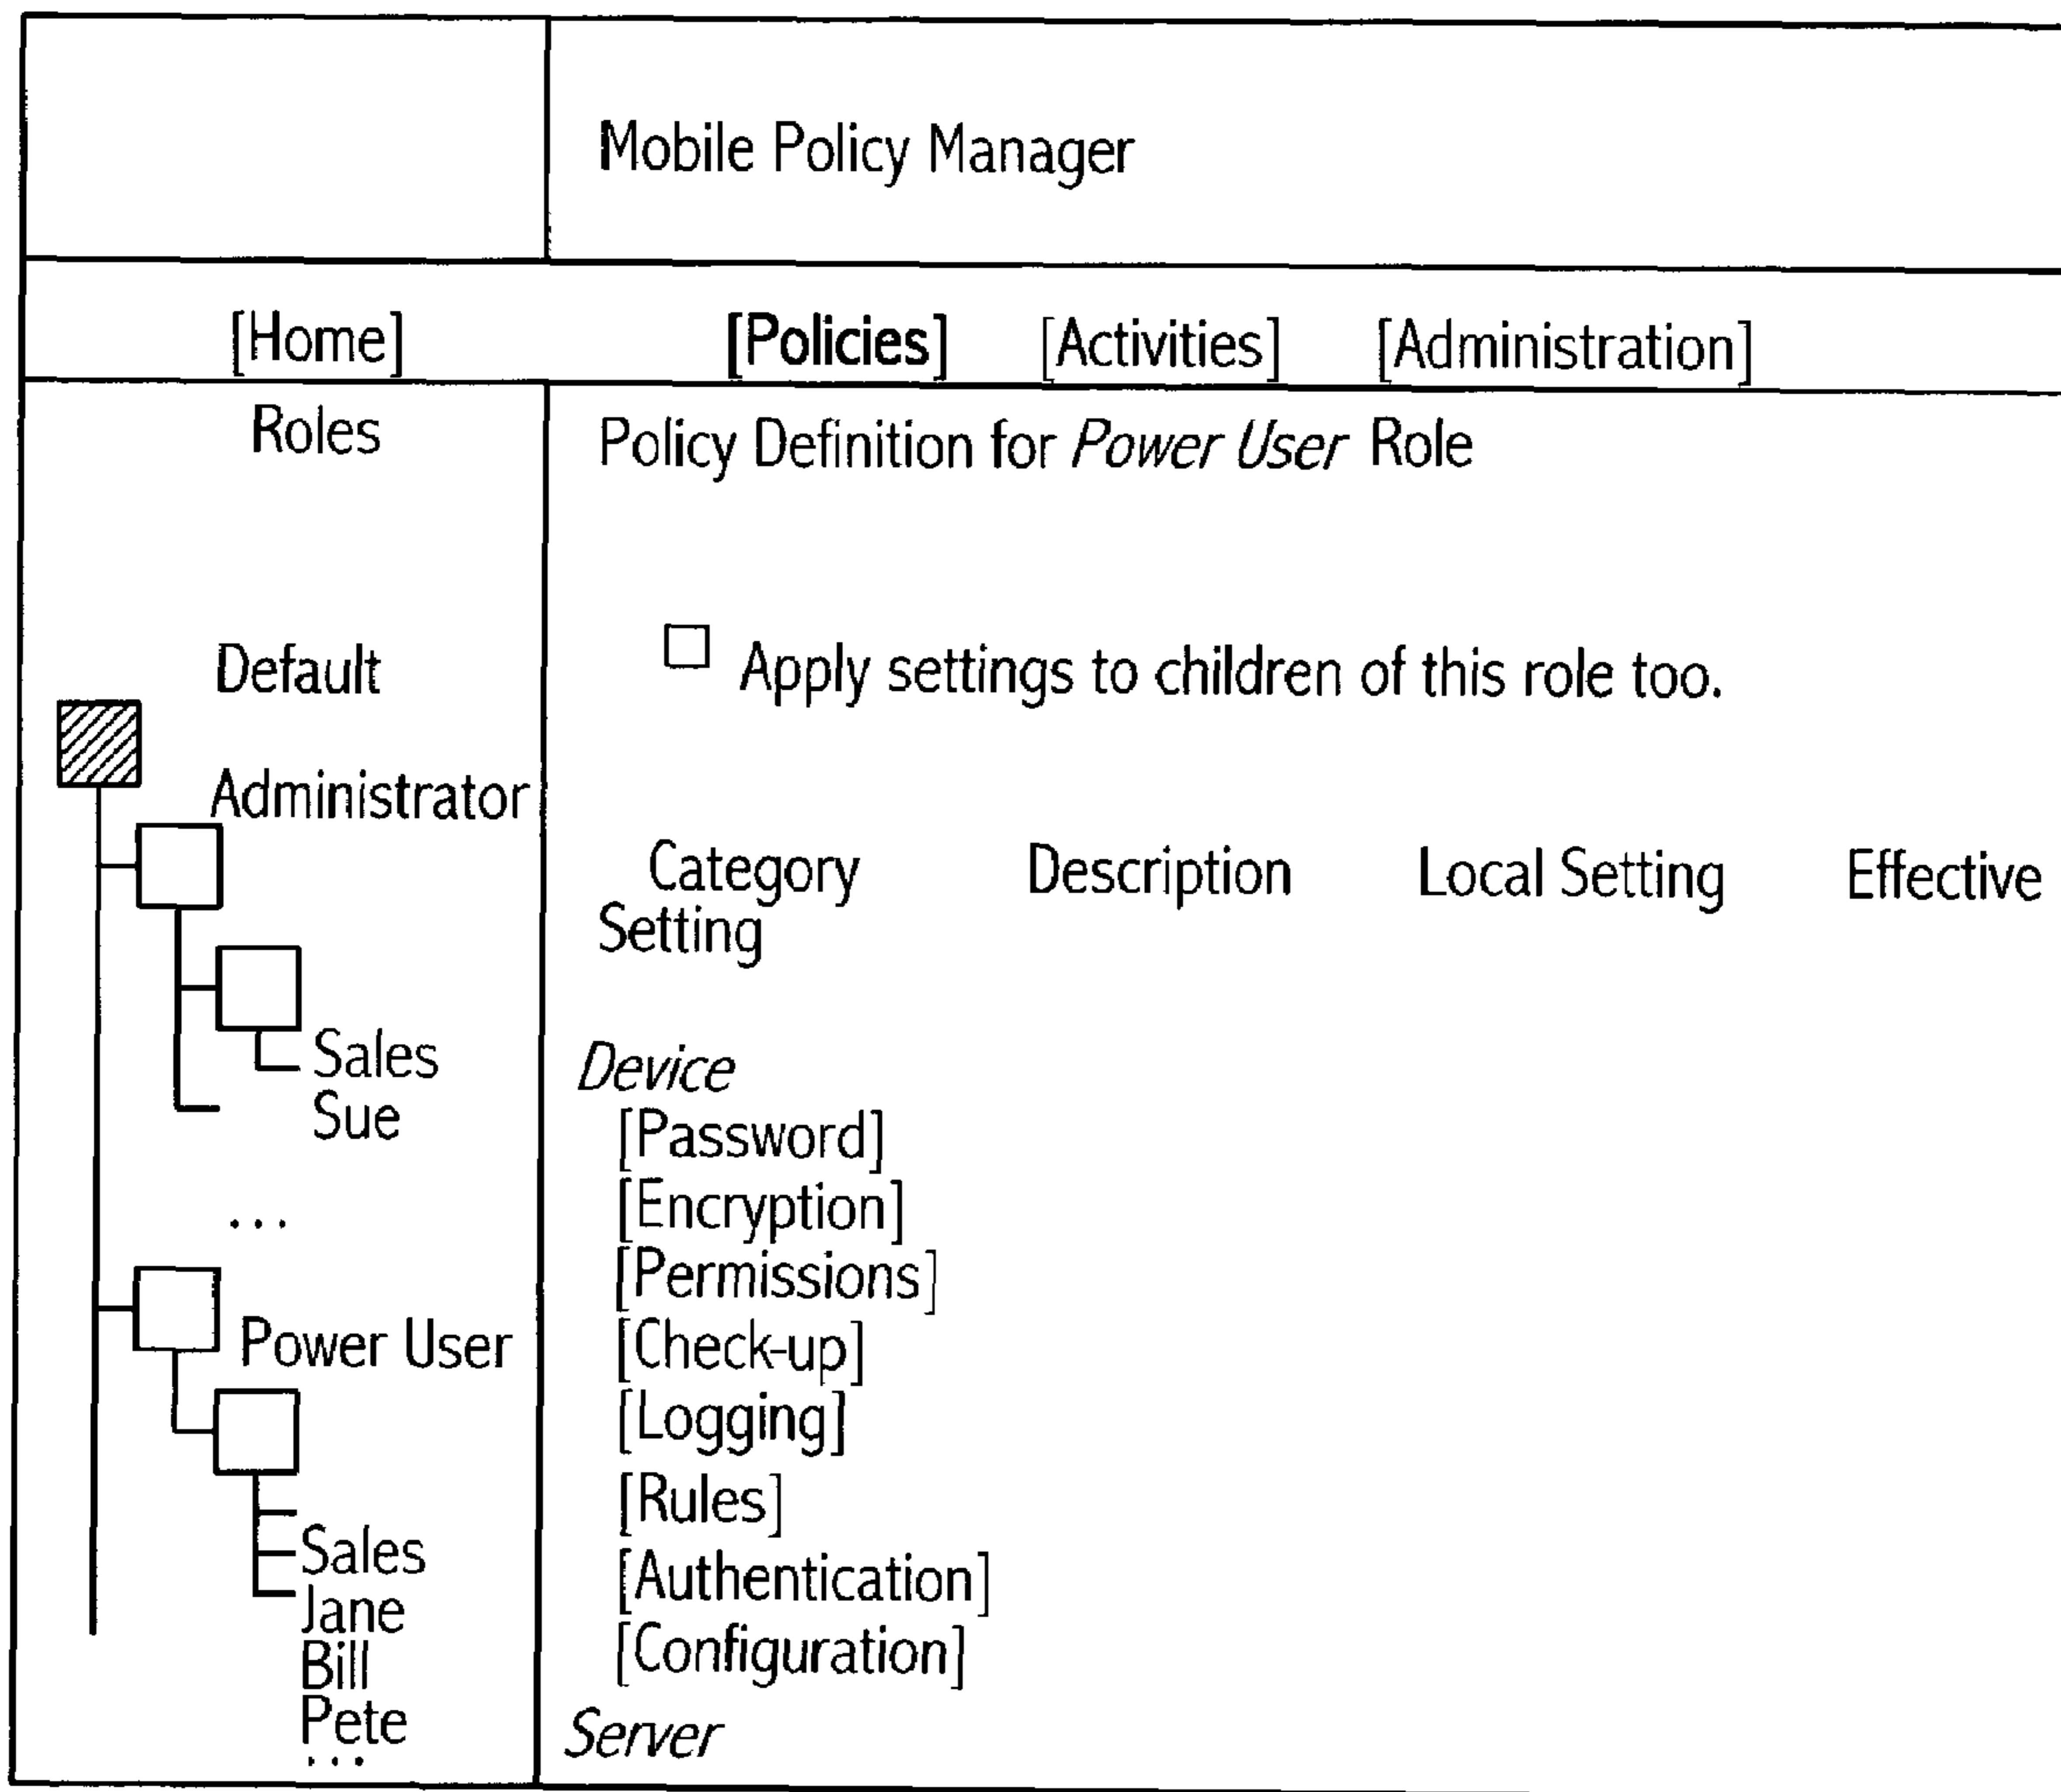 Mobile Policy Manager
[Home] [Policies] [Activities] [Administration]
Roles
Default
Administrator
Sales
Sue
...
Power User
Sales
Jane
Bill
Pete
...
Policy Definition for Power User Role
Apply settings to children of this role too.
Category Description Local Setting Effective
Setting
Device
[Password]
[Encryption]
[Permissions]
[Check-up]
[Logging]
[Rules]
[Authentication]
[Configuration]
Server